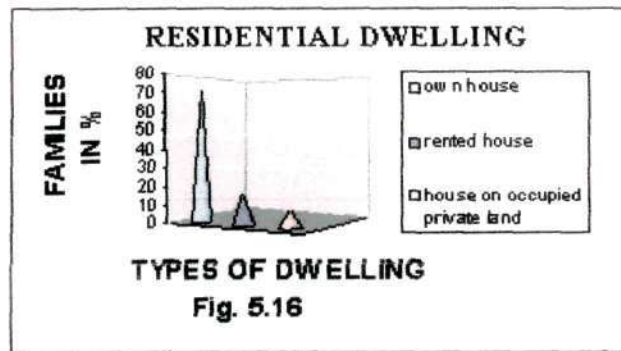 RESIDENTIAL DWELLING
FAMILIES
IN %
80
70
60
50
40
30
20
10
0
own house
rented house
house on occupied
private land
TYPES OF DWELLING
Fig. 5.16